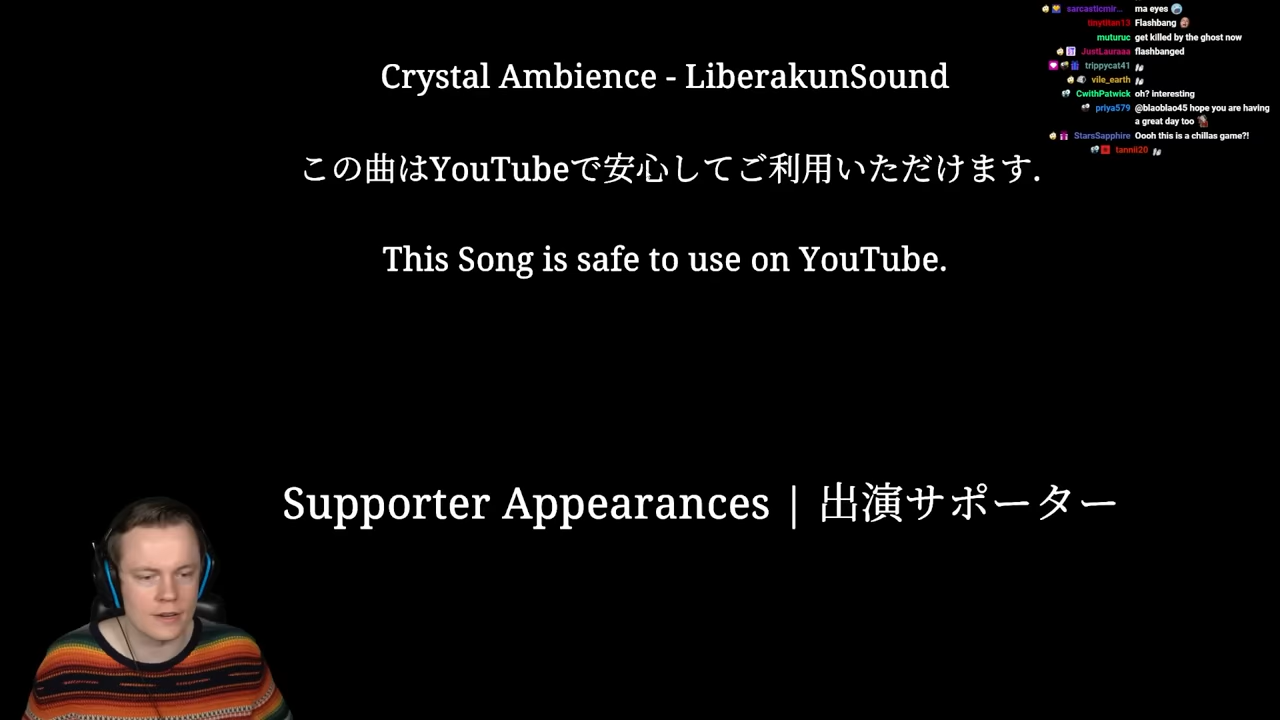 Crystal Ambience - LiberakunSound
この曲はYouTubeで安心してご利用いただけます.
This Song is safe to use on YouTube.
Supporter Appearances | 出演サポーター
sarcasticmir... ma eyes
tinytitan13 Flashbang
muturuc get killed by the ghost now
JustLauraaa flashbanged
trippycat41
vile_earth
CwithPatwick oh? interesting
priya579 @blaoblao45 hope you are having
a great day too
StarsSapphire Oooh this is a chillas game?!
tannii20